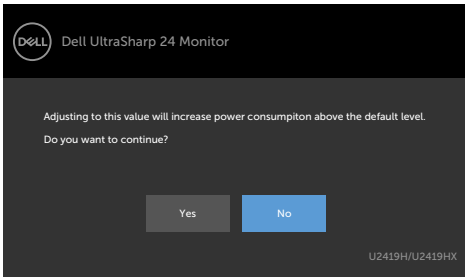 DELL Dell UltraSharp 24 Monitor
Adjusting to this value will increase power consumpiton above the default level.
Do you want to continue?
Yes No
U2419H/U2419HX